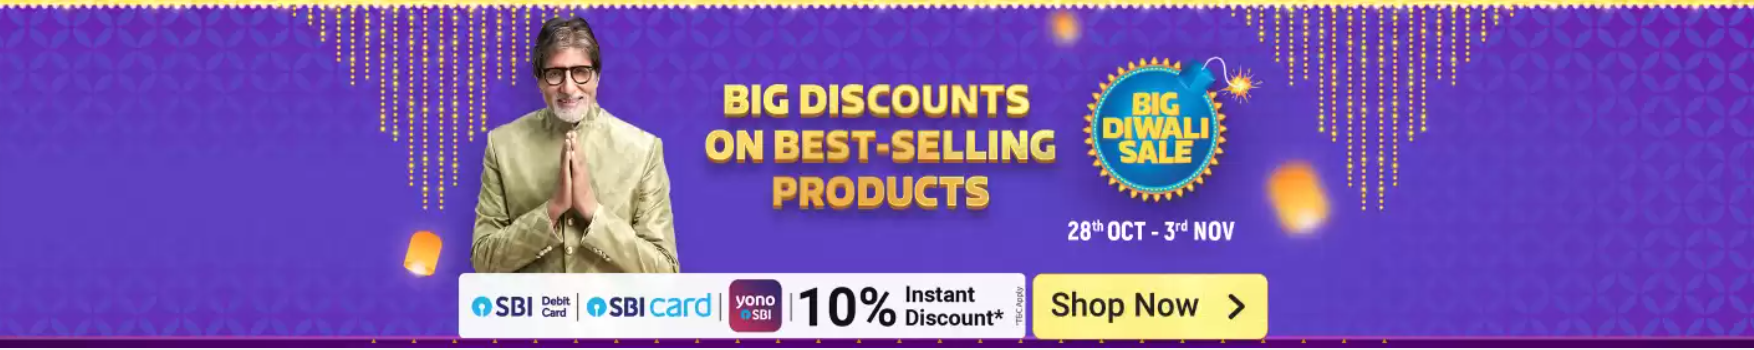 BIG DISCOUNTS
ON BEST-SELLING
PRODUCTS
BIG
DIWALI
SALE
28th OCT - 3rd NOV
SBI Debit Card | SBI card | yono SBI | 10% Instant Discount*
*T&C Apply
Shop Now >